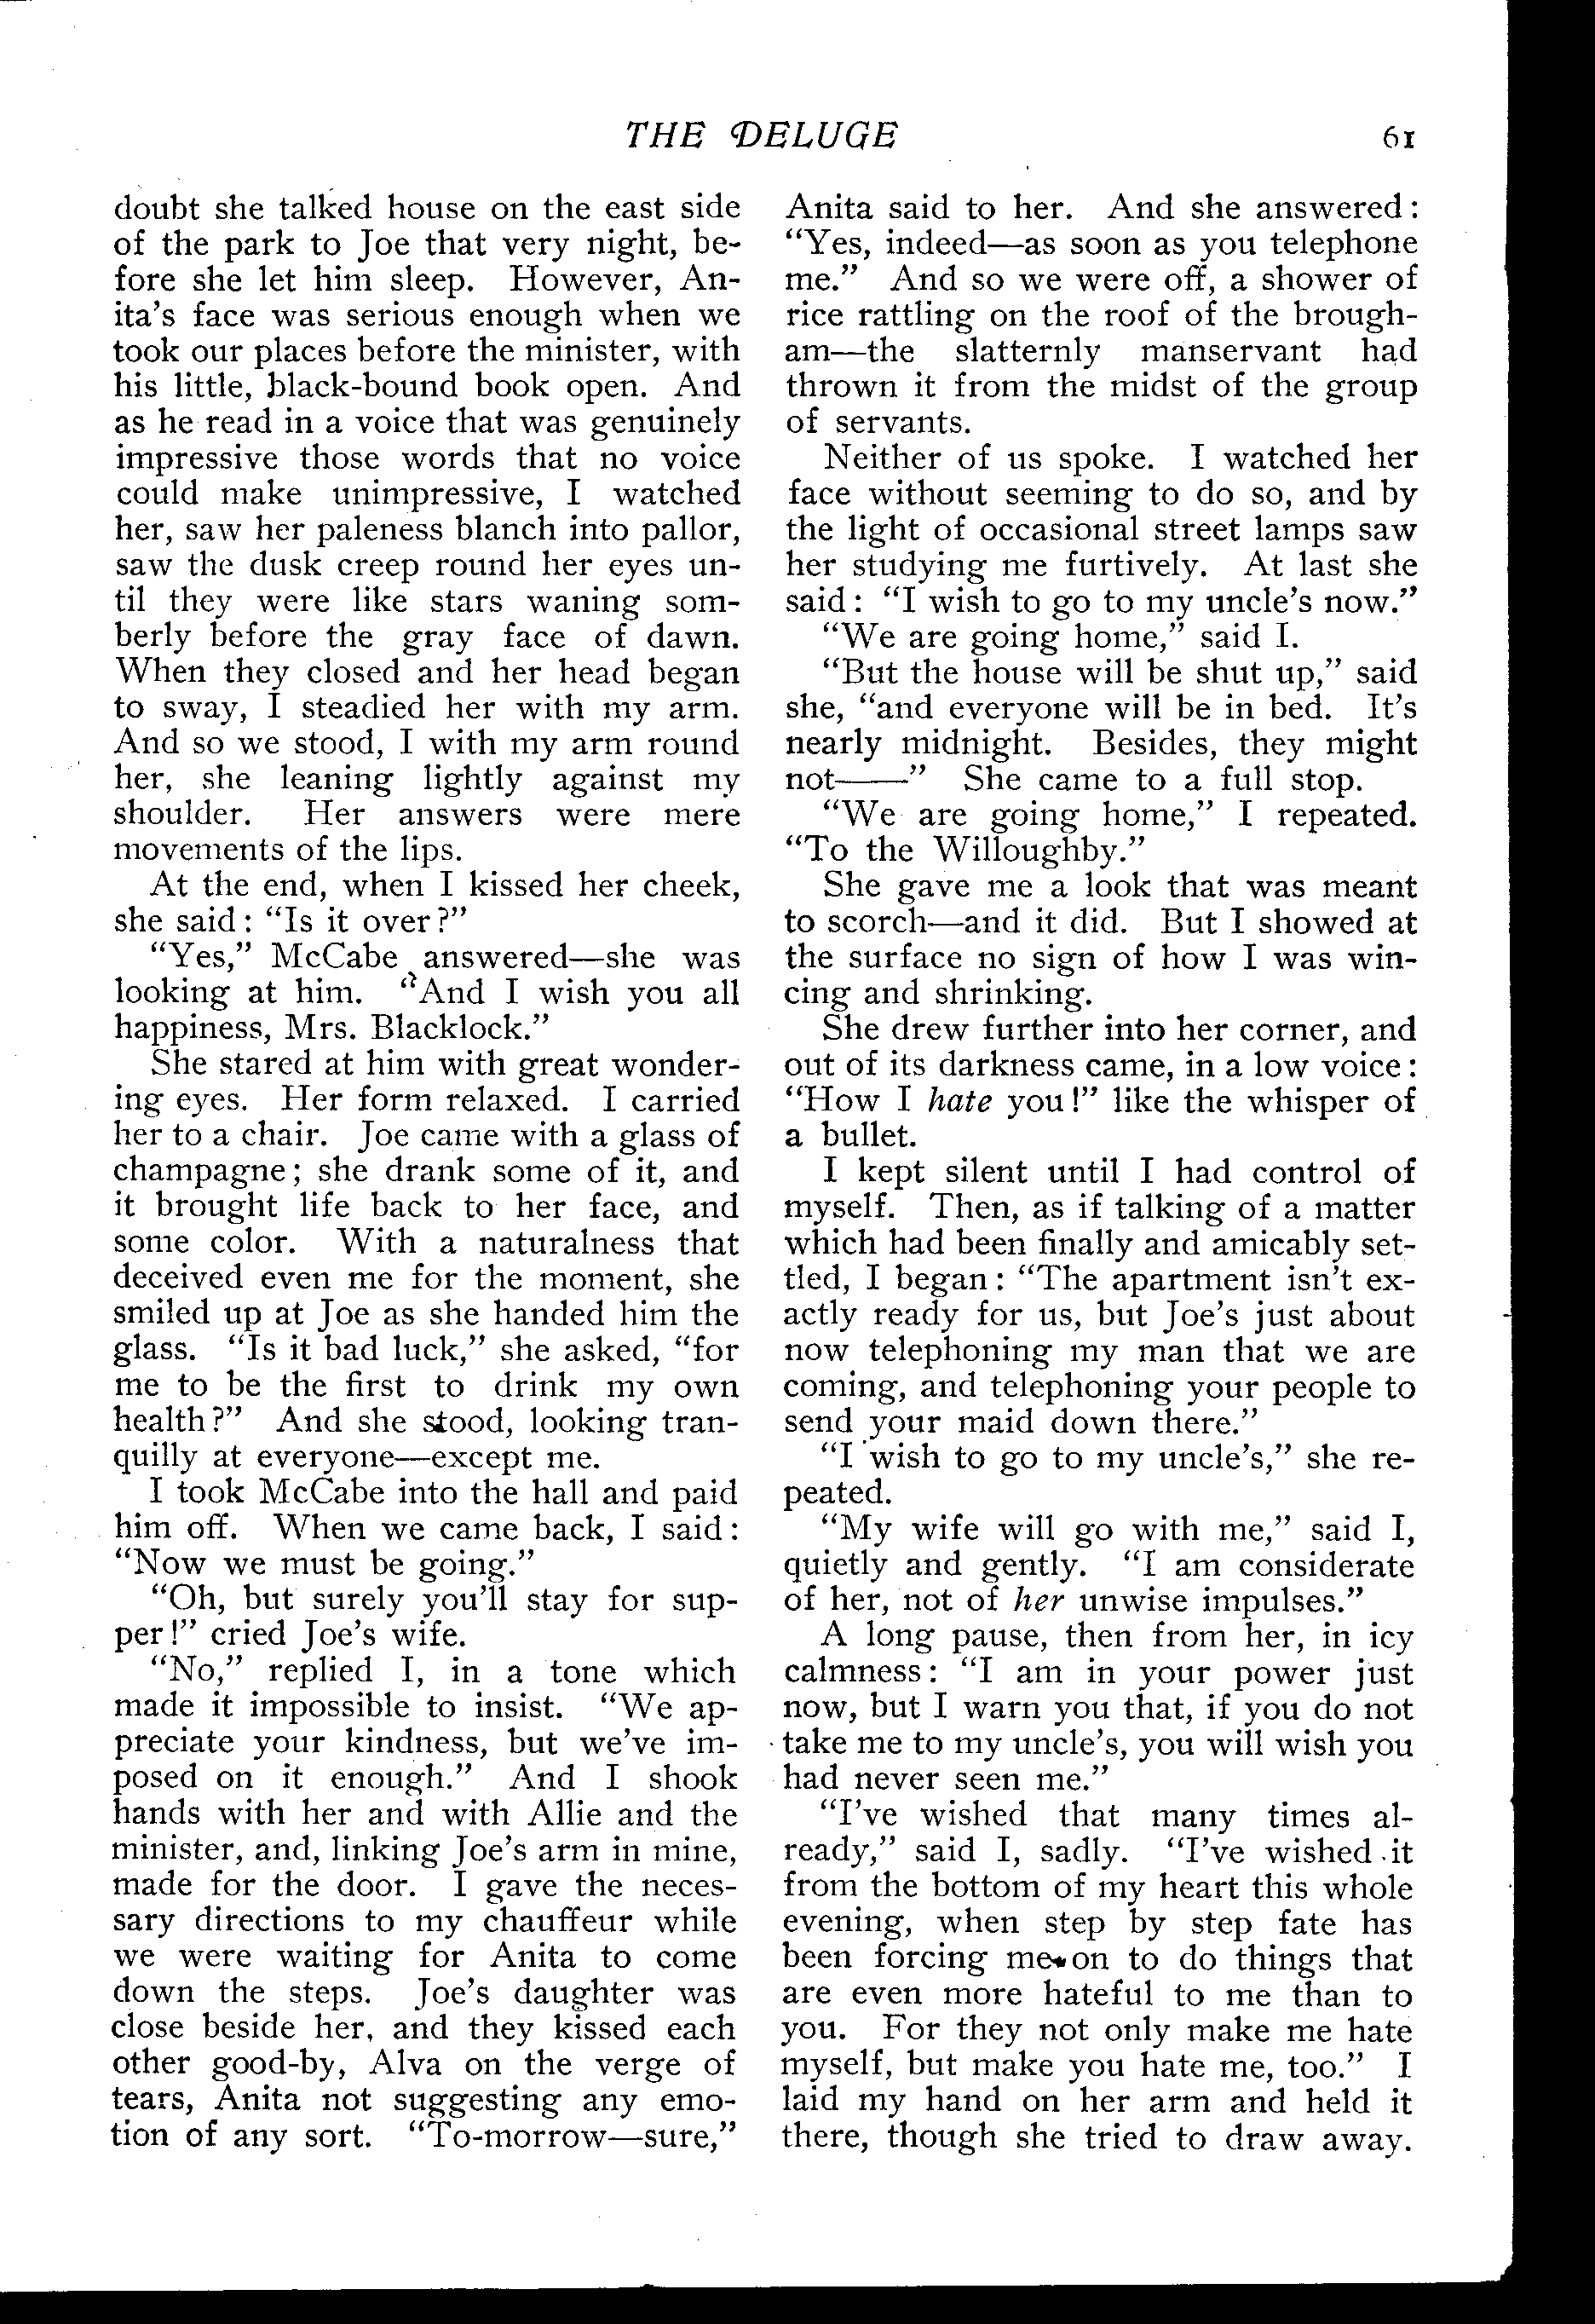 THE DELUGE 61
doubt she talked house on the east side
of the park to Joe that very night, be-
fore she let him sleep. However, An-
ita's face was serious enough when we
took our places before the minister, with
his little, black-bound book open. And
as he read in a voice that was genuinely
impressive those words that no voice
could make unimpressive, I watched
her, saw her paleness blanch into pallor,
saw the dusk creep round her eyes un-
til they were like stars waning som-
berly before the gray face of dawn.
When they closed and her head began
to sway, I steadied her with my arm.
And so we stood, I with my arm round
her, she leaning lightly against my
shoulder. Her answers were mere
movements of the lips.
At the end, when I kissed her cheek,
she said: "Is it over?"
"Yes," McCabe answered—she was
looking at him. "And I wish you all
happiness, Mrs. Blacklock."
She stared at him with great wonder-
ing eyes. Her form relaxed. I carried
her to a chair. Joe came with a glass of
champagne; she drank some of it, and
it brought life back to her face, and
some color. With a naturalness that
deceived even me for the moment, she
smiled up at Joe as she handed him the
glass. "Is it bad luck," she asked, "for
me to be the first to drink my own
health?" And she stood, looking tran-
quilly at everyone—except me.
I took McCabe into the hall and paid
him off. When we came back, I said:
"Now we must be going."
"Oh, but surely you'll stay for sup-
per!" cried Joe's wife.
"No," replied I, in a tone which
made it impossible to insist. "We ap-
preciate your kindness, but we've im-
posed on it enough." And I shook
hands with her and with Allie and the
minister, and, linking Joe's arm in mine,
made for the door. I gave the neces-
sary directions to my chauffeur while
we were waiting for Anita to come
down the steps. Joe's daughter was
close beside her, and they kissed each
other good-by, Alva on the verge of
tears, Anita not suggesting any emo-
tion of any sort. "To-morrow—sure,"
Anita said to her. And she answered:
"Yes, indeed—as soon as you telephone
me." And so we were off, a shower of
rice rattling on the roof of the brough-
am—the slatternly manservant had
thrown it from the midst of the group
of servants.
Neither of us spoke. I watched her
face without seeming to do so, and by
the light of occasional street lamps saw
her studying me furtively. At last she
said: "I wish to go to my uncle's now."
"We are going home," said I.
"But the house will be shut up," said
she, "and everyone will be in bed. It's
nearly midnight. Besides, they might
not——" She came to a full stop.
"We are going home," I repeated.
"To the Willoughby."
She gave me a look that was meant
to scorch—and it did. But I showed at
the surface no sign of how I was win-
cing and shrinking.
She drew further into her corner, and
out of its darkness came, in a low voice:
"How I hate you!" like the whisper of
a bullet.
I kept silent until I had control of
myself. Then, as if talking of a matter
which had been finally and amicably set-
tled, I began: "The apartment isn't ex-
actly ready for us, but Joe's just about
now telephoning my man that we are
coming, and telephoning your people to
send your maid down there."
"I wish to go to my uncle's," she re-
peated.
"My wife will go with me," said I,
quietly and gently. "I am considerate
of her, not of her unwise impulses."
A long pause, then from her, in icy
calmness: "I am in your power just
now, but I warn you that, if you do not
take me to my uncle's, you will wish you
had never seen me."
"I've wished that many times al-
ready," said I, sadly. "I've wished it
from the bottom of my heart this whole
evening, when step by step fate has
been forcing me on to do things that
are even more hateful to me than to
you. For they not only make me hate
myself, but make you hate me, too." I
laid my hand on her arm and held it
there, though she tried to draw away.